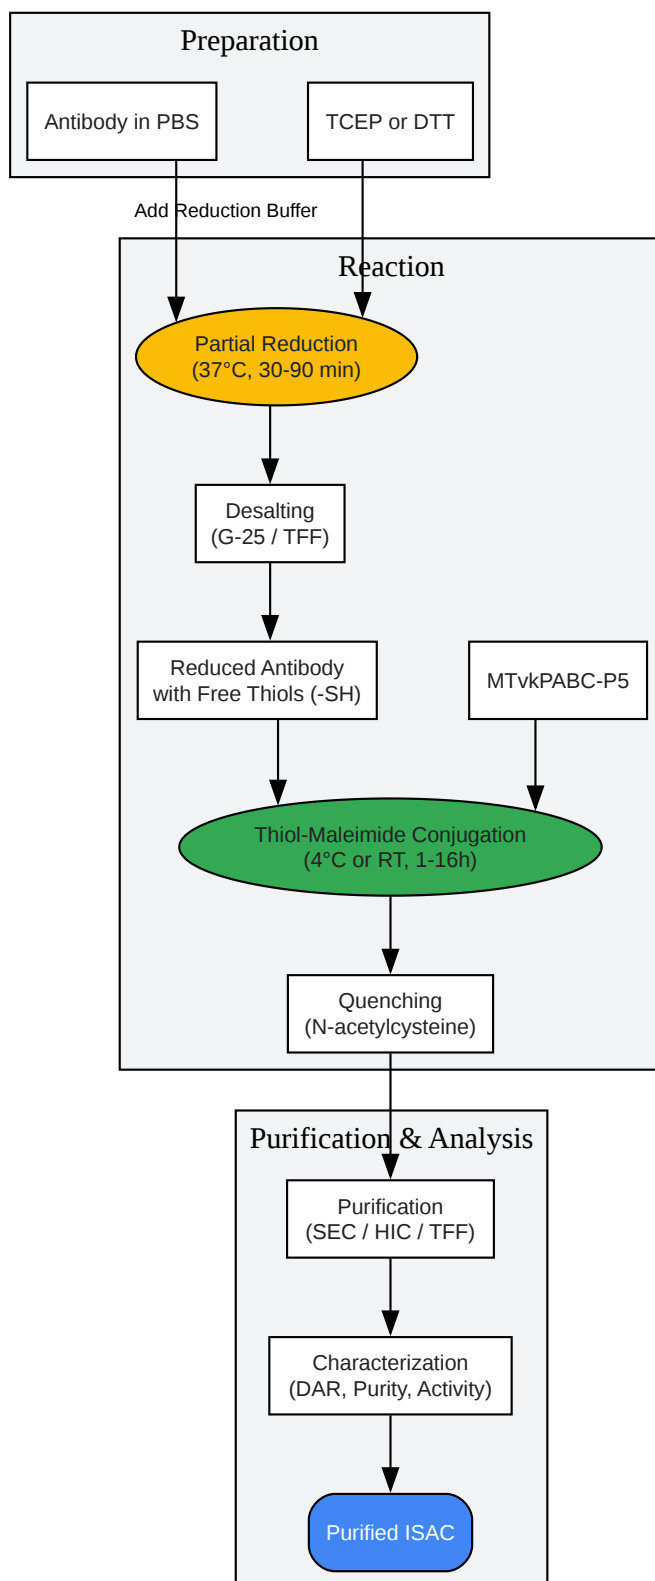 Preparation
Antibody in PBS
TCEP or DTT
Add Reduction Buffer
Reaction
Partial Reduction
(37°C, 30-90 min)
Desalting
(G-25 / TFF)
Reduced Antibody
with Free Thiols (-SH)
MTvkPABC-P5
Thiol-Maleimide Conjugation
(4°C or RT, 1-16h)
Quenching
(N-acetylcysteine)
Purification & Analysis
Purification
(SEC / HIC / TFF)
Characterization
(DAR, Purity, Activity)
Purified ISAC